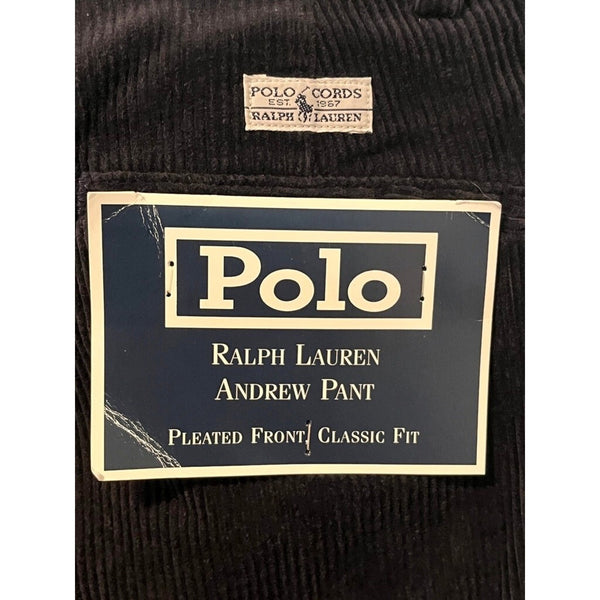 POLO CORDS
EST. 1967
RALPH LAUREN
Polo
RALPH LAUREN
ANDREW PANT
PLEATED FRONT CLASSIC FIT